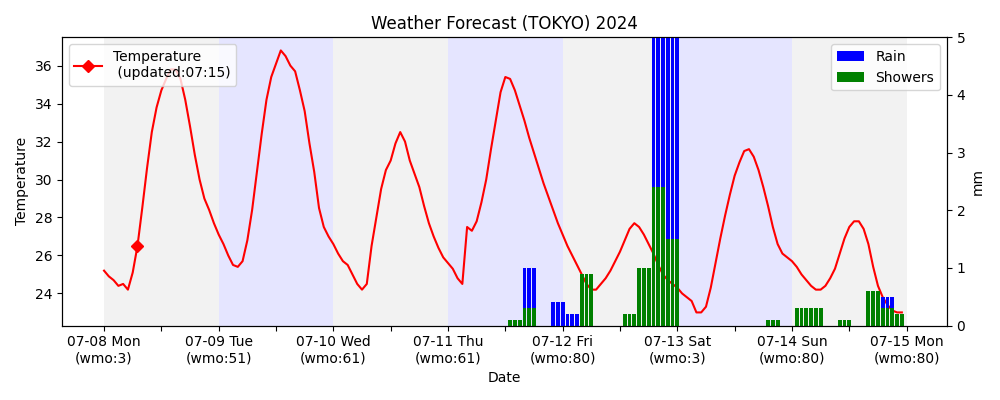 Weather Forecast (TOKYO) 2024
Temperature
(updated:07:15)
Rain
Showers
36
34
32
30
28
26
24
Temperature
5
4
3
2
1
0
mm
07-08 Mon 07-09 Tue 07-10 Wed 07-11 Thu 07-12 Fri 07-13 Sat 07-14 Sun 07-15 Mon
(wmo:3) (wmo:51) (wmo:61) (wmo:61) (wmo:80) (wmo:3) (wmo:80) (wmo:80)
Date